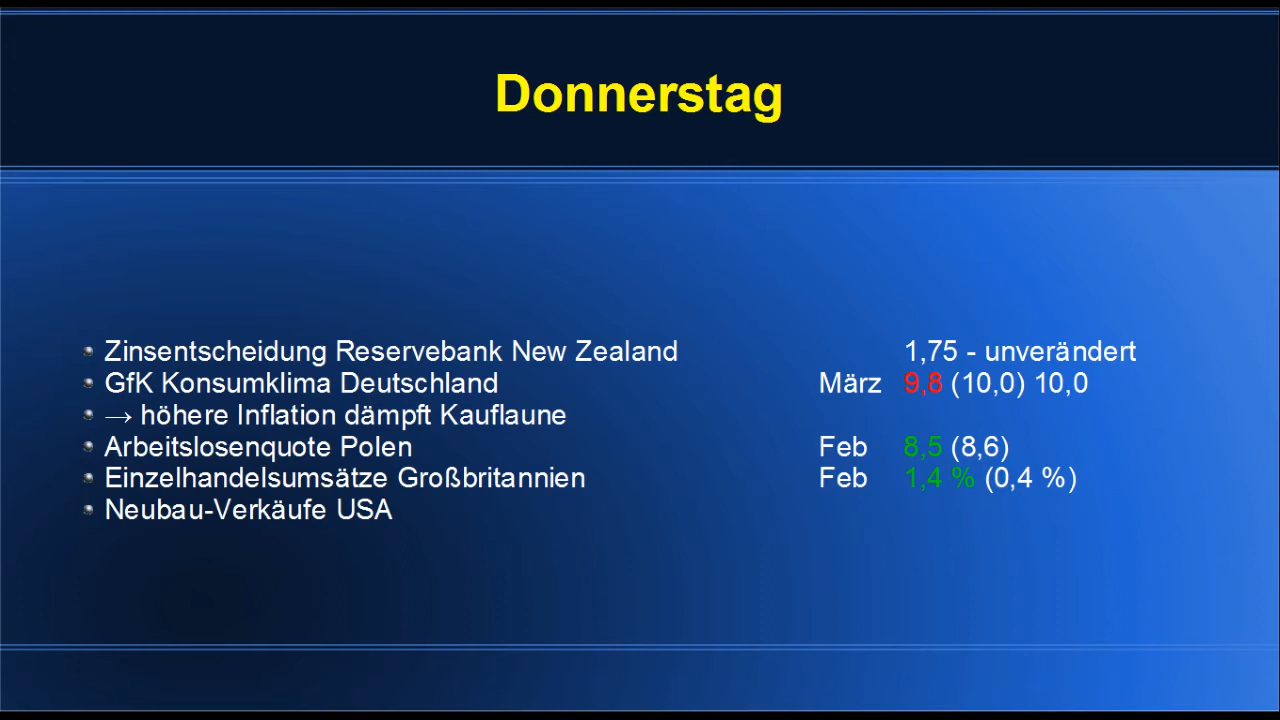 Donnerstag
Zinsentscheidung Reservebank New Zealand 1,75 - unverändert
GfK Konsumklima Deutschland März 9,8 (10,0) 10,0
→ höhere Inflation dämpft Kauflaune
Arbeitslosenquote Polen Feb 8,5 (8,6)
Einzelhandelsumsätze Großbritannien Feb 1,4 % (0,4 %)
Neubau-Verkäufe USA